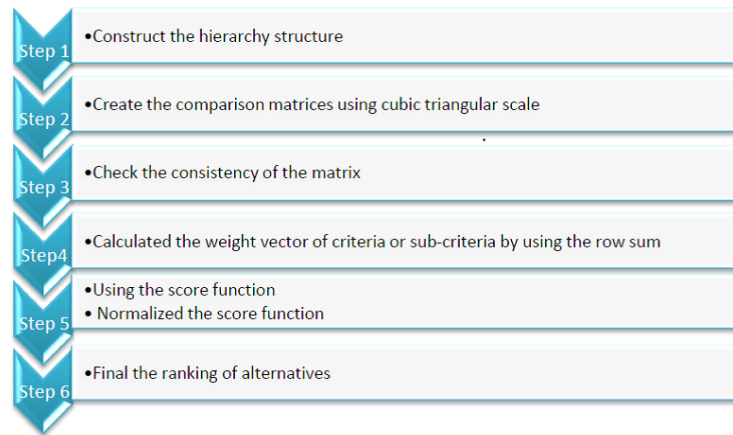 Step 1
•Construct the hierarchy structure
Step 2
•Create the comparison matrices using cubic triangular scale
Step 3
•Check the consistency of the matrix
Step4
•Calculated the weight vector of criteria or sub-criteria by using the row sum
Step 5
•Using the score function
• Normalized the score function
Step 6
•Final the ranking of alternatives